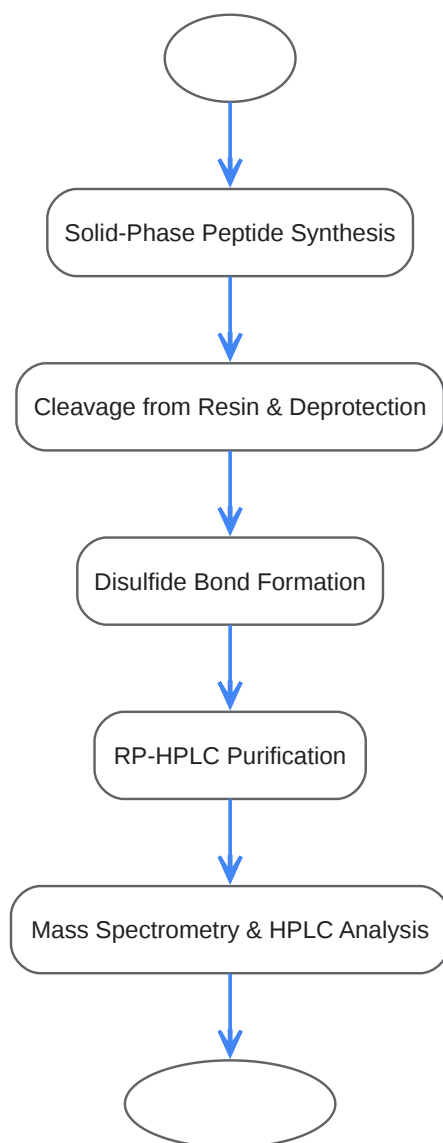 Solid-Phase Peptide Synthesis
Cleavage from Resin & Deprotection
Disulfide Bond Formation
RP-HPLC Purification
Mass Spectrometry & HPLC Analysis